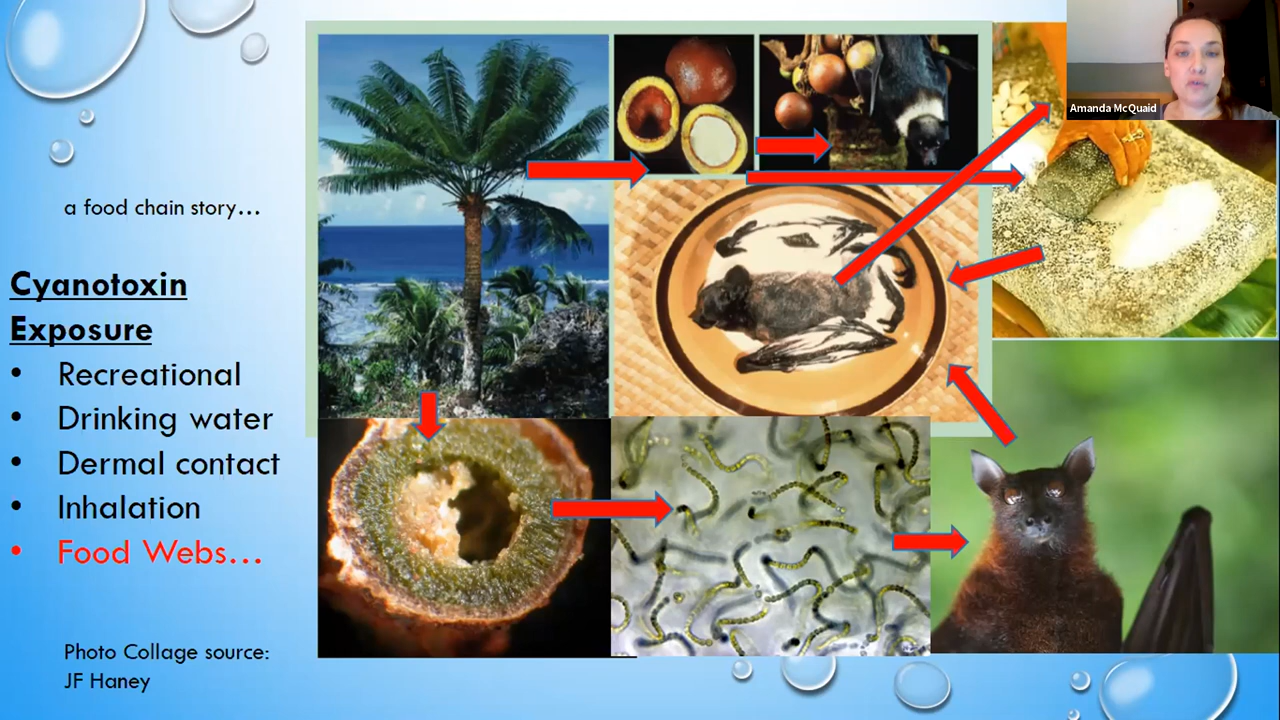 Amanda McQuaid
a food chain story...
Cyanotoxin
Exposure
• Recreational
• Drinking water
• Dermal contact
• Inhalation
• Food Webs...
Photo Collage source:
JF Haney